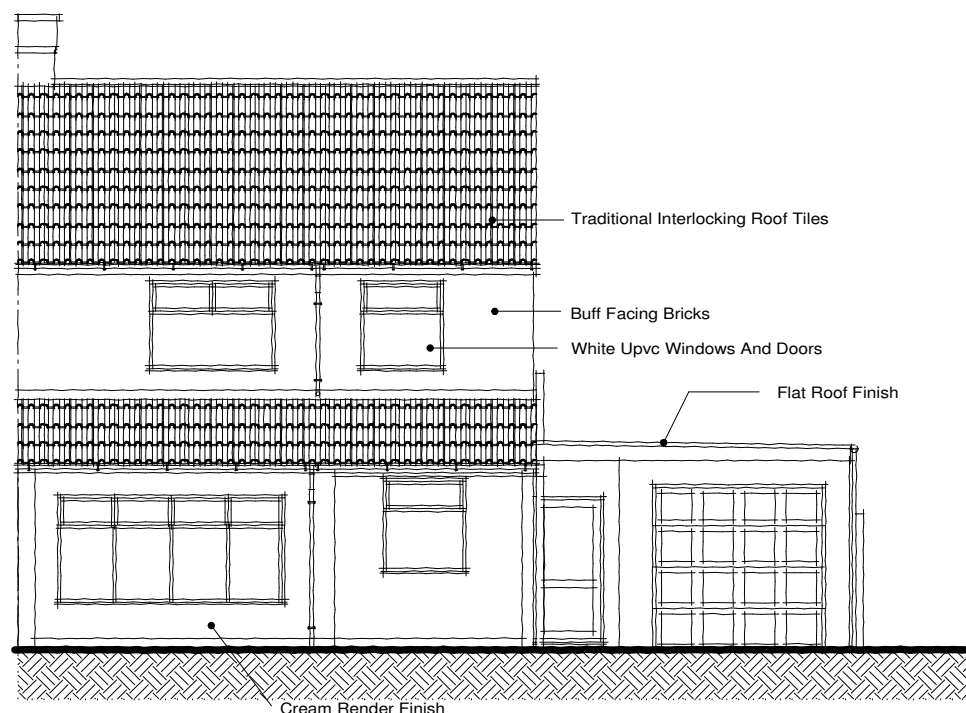 Traditional Interlocking Roof Tiles
Buff Facing Bricks
White Upvc Windows And Doors
Flat Roof Finish
Cream Render Finish